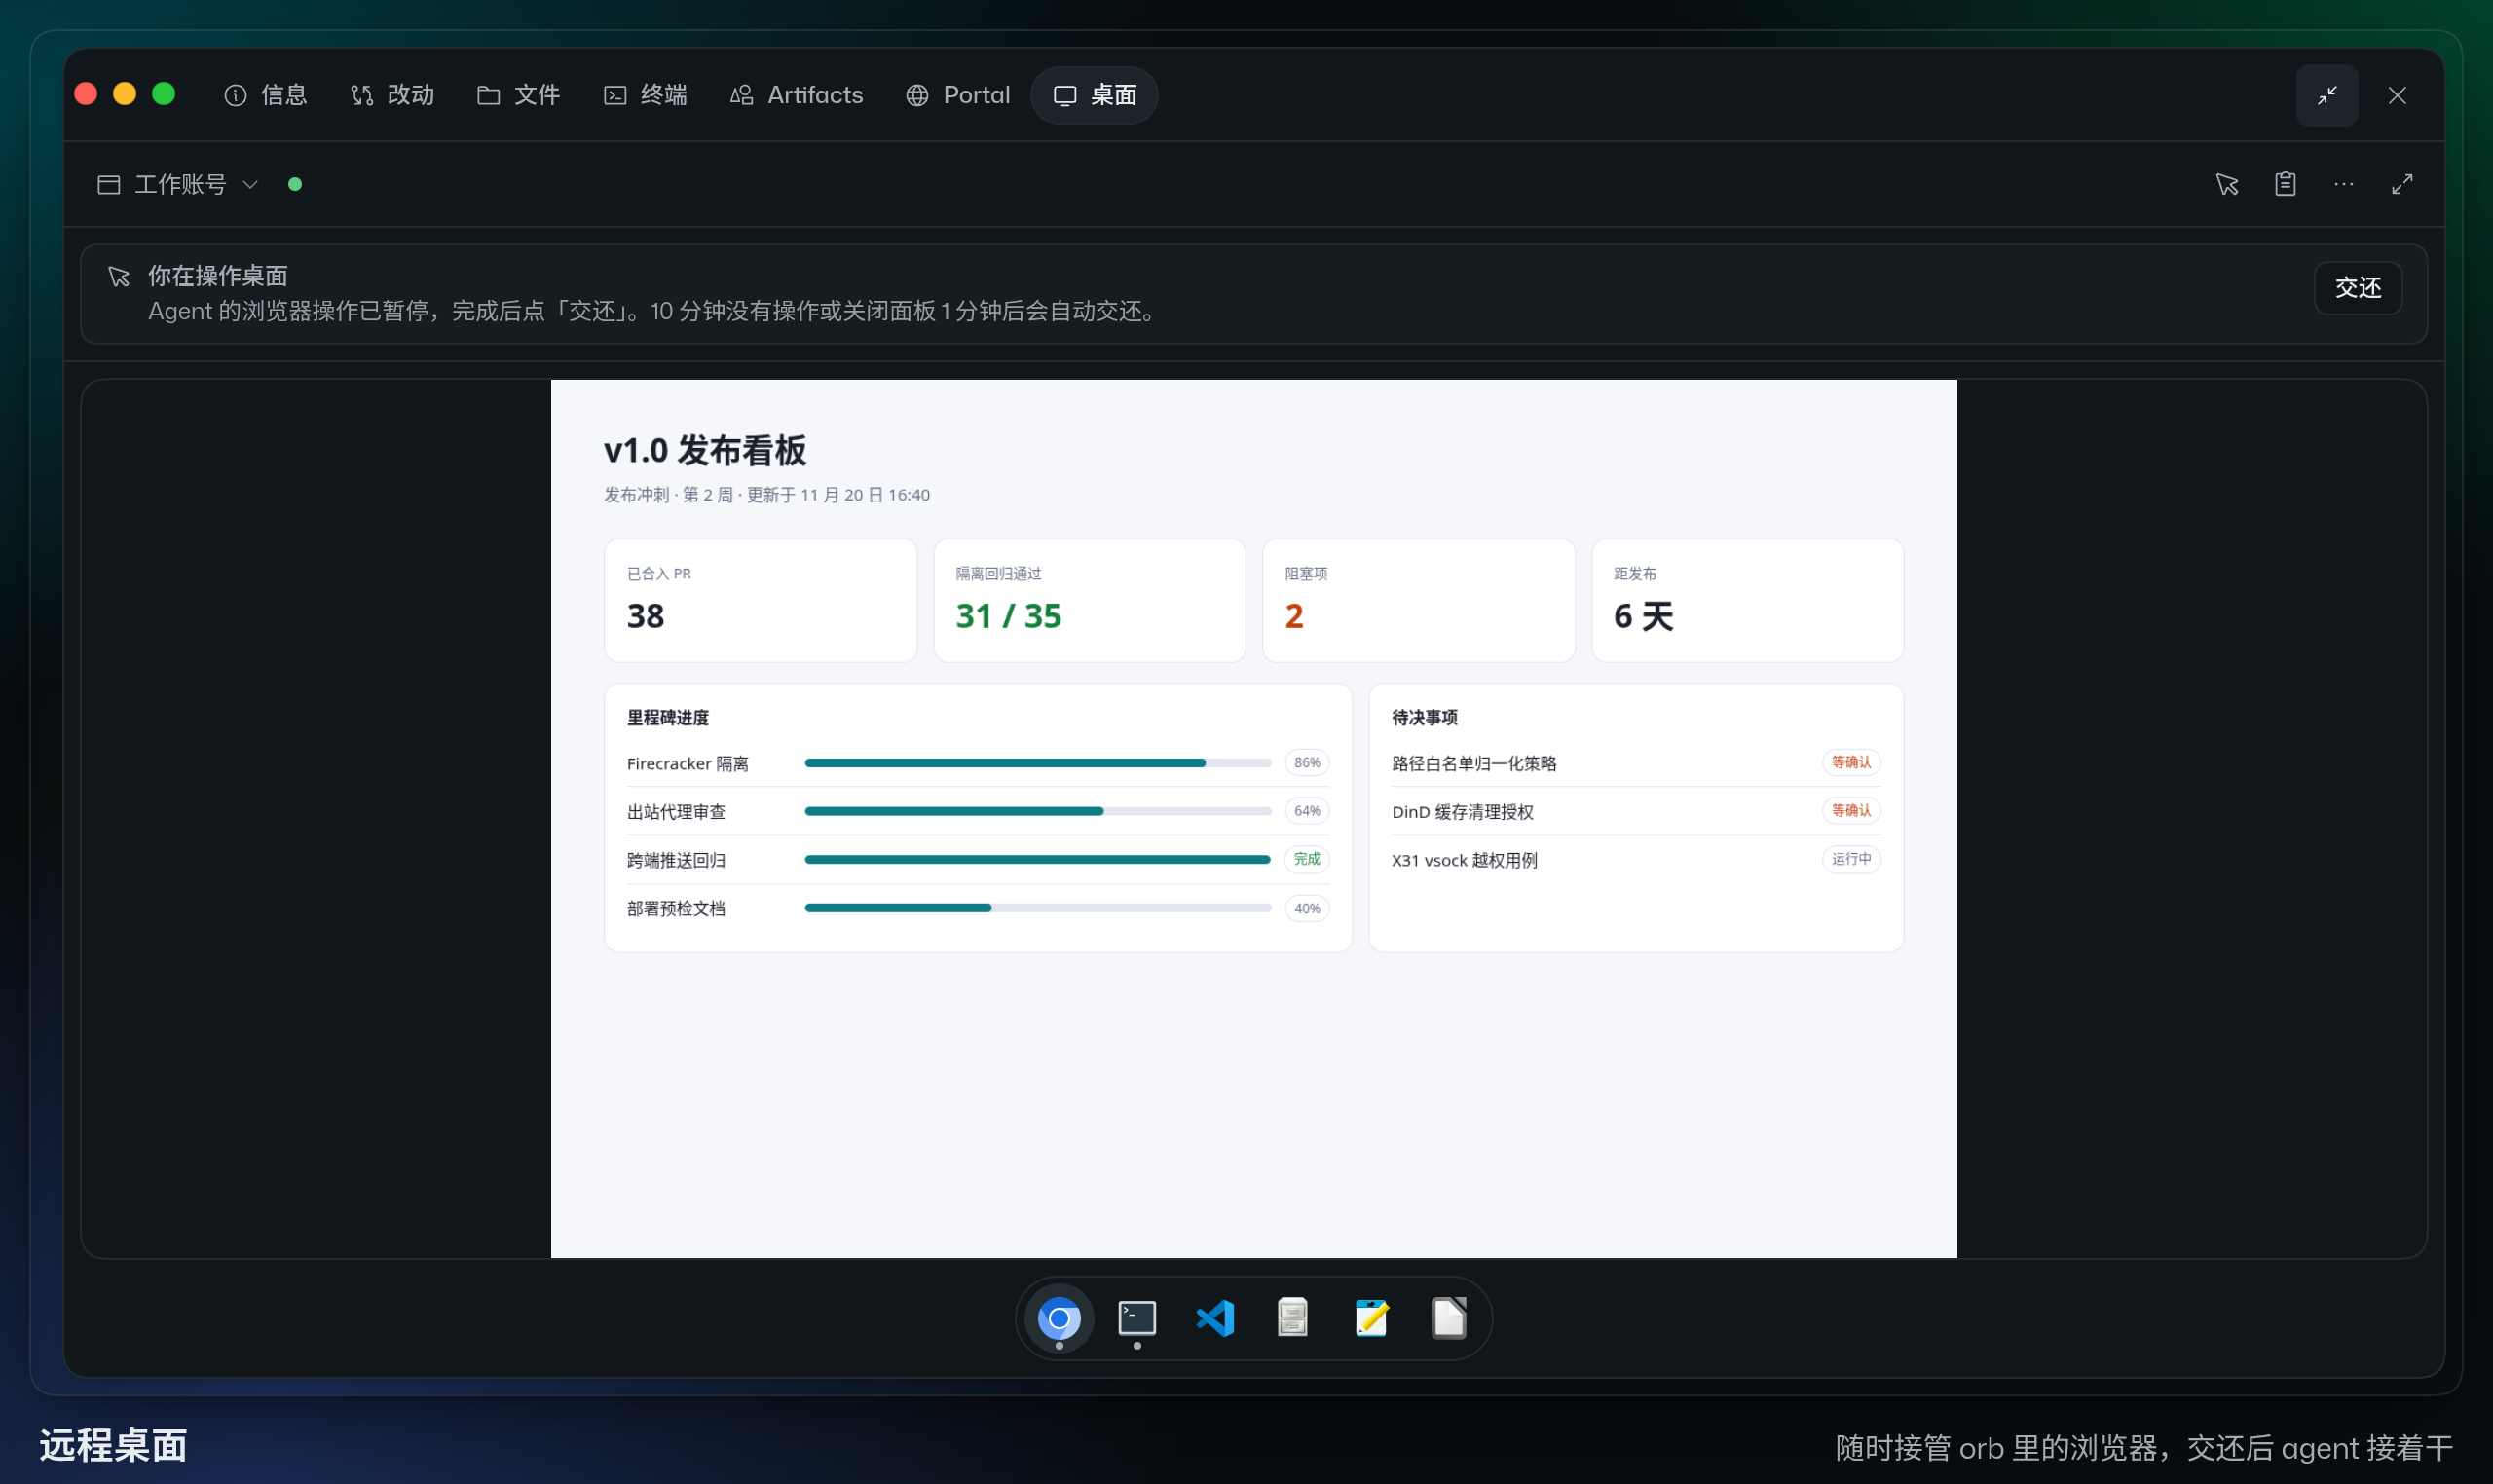 信息 改动 文件 终端 Artifacts Portal 桌面
工作账号
你在操作桌面
Agent 的浏览器操作已暂停，完成后点「交还」。10 分钟没有操作或关闭面板 1 分钟后会自动交还。
交还
v1.0 发布看板
发布冲刺 · 第 2 周 · 更新于 11 月 20 日 16:40
已合入 PR
38
隔离回归通过
31 / 35
阻塞项
2
距发布
6 天
里程碑进度
Firecracker 隔离 86%
出站代理审查 64%
跨端推送回归 完成
部署预检文档 40%
待决事项
路径白名单归一化策略 等确认
DinD 缓存清理授权 等确认
X31 vsock 越权用例 运行中
远程桌面
随时接管 orb 里的浏览器，交还后 agent 接着干